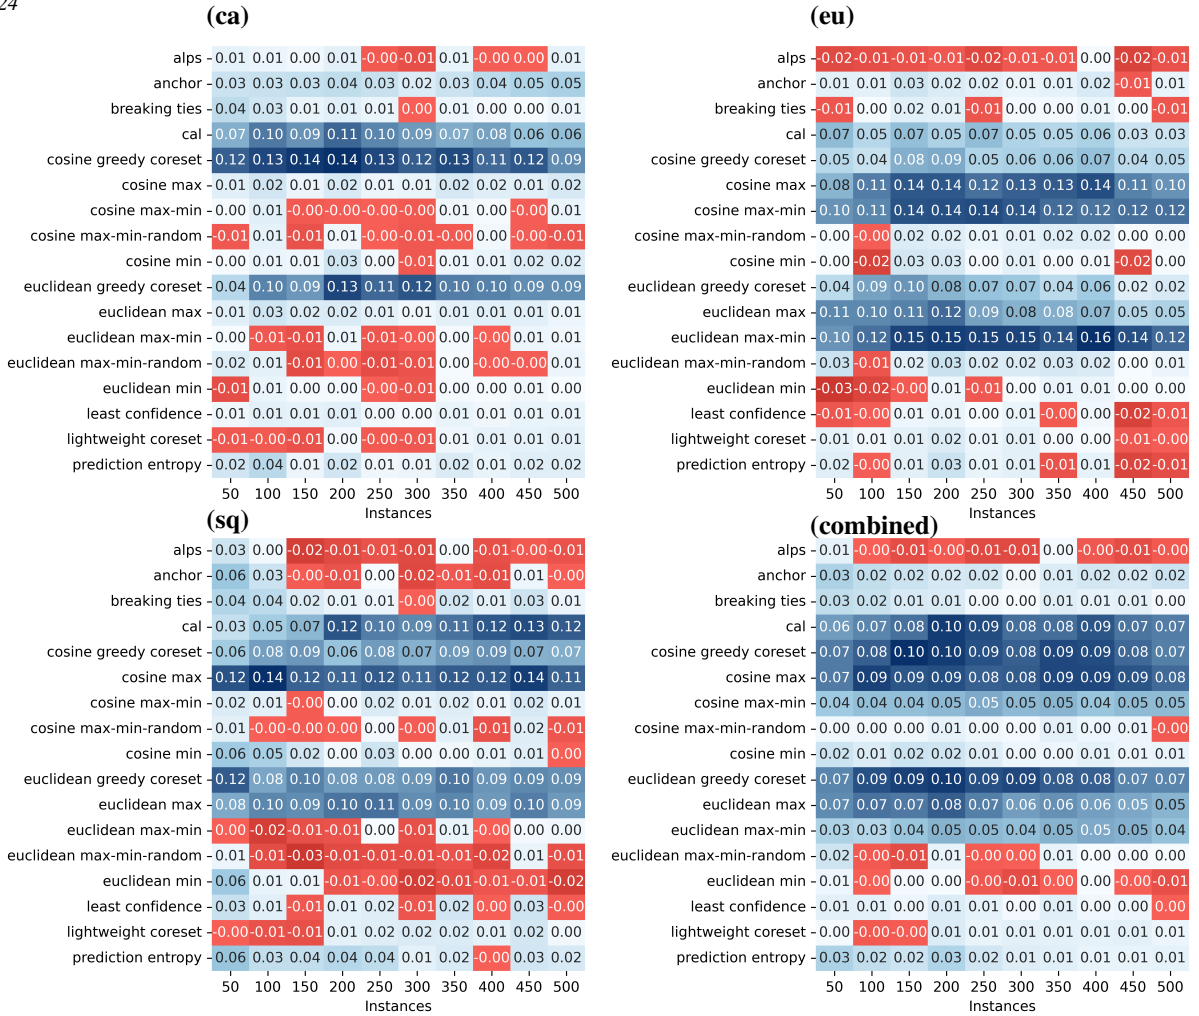 24
(ca)
alps 0.01 0.01 0.00 0.01 -0.00 -0.01 0.01 -0.00 0.00 0.01
anchor 0.03 0.03 0.03 0.04 0.03 0.02 0.03 0.04 0.05 0.05
breaking ties 0.04 0.03 0.01 0.01 0.01 0.00 0.01 0.00 0.00 0.01
cal 0.07 0.10 0.09 0.11 0.10 0.09 0.07 0.08 0.06 0.06
cosine greedy coreset 0.12 0.13 0.14 0.14 0.13 0.12 0.13 0.11 0.12 0.09
cosine max 0.01 0.02 0.01 0.02 0.01 0.01 0.02 0.02 0.01 0.02
cosine max-min 0.00 0.01 -0.00 -0.00 -0.00 -0.00 0.01 0.00 -0.00 0.01
cosine max-min-random -0.01 0.01 -0.01 0.01 -0.00 -0.01 -0.00 0.00 -0.00 -0.01
cosine min 0.00 0.01 0.01 0.03 0.00 -0.01 0.01 0.01 0.02 0.02
euclidean greedy coreset 0.04 0.10 0.09 0.13 0.11 0.12 0.10 0.10 0.09 0.09
euclidean max 0.01 0.03 0.02 0.02 0.01 0.01 0.01 0.01 0.01 0.01
euclidean max-min 0.00 -0.01 -0.01 0.00 -0.01 -0.00 0.00 -0.00 0.01 0.01
euclidean max-min-random 0.02 0.01 -0.01 0.00 -0.01 -0.01 0.00 -0.00 -0.00 0.01
euclidean min -0.01 0.01 0.00 0.00 -0.00 -0.01 0.00 0.01 0.01 0.00
least confidence 0.01 0.01 0.01 0.01 0.00 0.00 0.01 0.01 0.01 0.01
lightweight coreset -0.01 -0.00 -0.01 0.00 -0.00 -0.01 0.01 0.01 0.01 0.01
prediction entropy 0.02 0.04 0.01 0.02 0.01 0.01 0.02 0.01 0.02 0.02
50 100 150 200 250 300 350 400 450 500
Instances
(eu)
alps -0.02 -0.01 -0.01 -0.01 -0.02 -0.01 -0.01 0.00 -0.02 -0.01
anchor 0.01 0.01 0.03 0.02 0.02 0.01 0.01 0.02 -0.01 0.01
breaking ties -0.01 0.00 0.02 0.01 -0.01 0.00 0.00 0.01 0.00 -0.01
cal 0.07 0.05 0.07 0.05 0.07 0.05 0.05 0.06 0.03 0.03
cosine greedy coreset 0.05 0.04 0.08 0.09 0.05 0.06 0.06 0.07 0.04 0.05
cosine max 0.08 0.11 0.14 0.14 0.12 0.13 0.13 0.14 0.11 0.10
cosine max-min 0.10 0.11 0.14 0.14 0.14 0.14 0.12 0.12 0.12 0.12
cosine max-min-random 0.00 -0.00 0.02 0.02 0.01 0.01 0.02 0.02 0.00 0.00
cosine min 0.00 -0.02 0.03 0.03 0.00 0.01 0.01 0.00 -0.02 0.00
euclidean greedy coreset 0.04 0.09 0.10 0.08 0.07 0.07 0.04 0.06 0.02 0.02
euclidean max 0.11 0.10 0.11 0.12 0.09 0.08 0.08 0.07 0.05 0.05
euclidean max-min 0.10 0.12 0.15 0.15 0.15 0.15 0.14 0.16 0.14 0.12
euclidean max-min-random 0.03 -0.01 0.02 0.03 0.02 0.02 0.03 0.02 0.00 0.01
euclidean min -0.03 -0.02 -0.00 0.01 -0.01 0.00 0.01 0.01 0.00 0.00
least confidence -0.01 -0.00 0.01 0.01 0.00 0.01 -0.00 0.00 -0.02 -0.01
lightweight coreset 0.01 0.01 0.01 0.02 0.01 0.01 0.00 0.00 -0.01 -0.00
prediction entropy 0.02 -0.00 0.01 0.03 0.01 0.01 -0.01 0.01 -0.02 -0.01
50 100 150 200 250 300 350 400 450 500
Instances
(sq)
alps 0.03 0.00 -0.02 -0.01 -0.01 -0.01 0.00 -0.01 -0.00 -0.01
anchor 0.06 0.03 -0.00 -0.01 0.00 -0.02 -0.01 -0.01 0.01 -0.00
breaking ties 0.04 0.04 0.02 0.01 0.01 -0.00 0.02 0.01 0.03 0.01
cal 0.03 0.05 0.07 0.12 0.10 0.09 0.11 0.12 0.13 0.12
cosine greedy coreset 0.06 0.08 0.09 0.06 0.08 0.07 0.09 0.09 0.07 0.07
cosine max 0.12 0.14 0.12 0.11 0.12 0.11 0.12 0.12 0.14 0.11
cosine max-min 0.02 0.01 -0.00 0.00 0.02 0.01 0.02 0.01 0.02 0.01
cosine max-min-random 0.01 -0.00 -0.00 0.00 0.00 -0.00 0.01 -0.01 0.02 -0.01
cosine min 0.06 0.05 0.02 0.00 0.03 0.00 0.00 0.01 0.01 0.00
euclidean greedy coreset 0.12 0.08 0.10 0.08 0.08 0.09 0.10 0.09 0.09 0.09
euclidean max 0.08 0.10 0.09 0.10 0.11 0.09 0.10 0.09 0.10 0.09
euclidean max-min 0.00 -0.02 -0.01 -0.01 0.00 -0.01 0.01 -0.00 0.00 0.00
euclidean max-min-random 0.01 -0.01 -0.03 -0.01 -0.01 -0.01 -0.01 -0.02 0.01 -0.01
euclidean min 0.06 0.01 0.01 -0.01 -0.00 -0.02 -0.01 -0.01 -0.01 -0.02
least confidence 0.03 0.01 -0.01 0.01 0.02 -0.01 0.02 0.00 0.03 -0.00
lightweight coreset -0.00 -0.01 -0.01 0.01 0.02 0.02 0.02 0.01 0.02 0.00
prediction entropy 0.06 0.03 0.04 0.04 0.04 0.01 0.02 -0.00 0.03 0.02
50 100 150 200 250 300 350 400 450 500
Instances
(combined)
alps 0.01 -0.00 -0.01 -0.00 -0.01 -0.01 0.00 -0.00 -0.01 -0.00
anchor 0.03 0.02 0.02 0.02 0.02 0.00 0.01 0.02 0.02 0.02
breaking ties 0.03 0.02 0.01 0.01 0.00 0.00 0.01 0.01 0.01 0.00
cal 0.06 0.07 0.08 0.10 0.09 0.08 0.08 0.09 0.07 0.07
cosine greedy coreset 0.07 0.08 0.10 0.10 0.09 0.08 0.09 0.09 0.08 0.07
cosine max 0.07 0.09 0.09 0.09 0.08 0.08 0.09 0.09 0.09 0.08
cosine max-min 0.04 0.04 0.04 0.05 0.05 0.05 0.05 0.04 0.05 0.05
cosine max-min-random 0.00 0.00 0.00 0.01 0.00 0.00 0.01 0.00 0.00 -0.00
cosine min 0.02 0.01 0.02 0.02 0.01 0.00 0.00 0.01 0.01 0.01
euclidean greedy coreset 0.07 0.09 0.09 0.10 0.09 0.09 0.08 0.08 0.07 0.07
euclidean max 0.07 0.07 0.07 0.08 0.07 0.06 0.06 0.06 0.05 0.05
euclidean max-min 0.03 0.03 0.04 0.05 0.05 0.04 0.05 0.05 0.05 0.04
euclidean max-min-random 0.02 -0.00 -0.01 0.01 -0.00 0.00 0.01 0.00 0.00 0.00
euclidean min 0.01 -0.00 0.00 0.00 -0.00 -0.01 0.00 0.00 -0.00 -0.01
least confidence 0.01 0.01 0.00 0.01 0.01 0.00 0.01 0.00 0.01 0.00
lightweight coreset 0.00 -0.00 -0.00 0.01 0.01 0.01 0.01 0.01 0.01 0.01
prediction entropy 0.03 0.02 0.02 0.03 0.02 0.01 0.01 0.01 0.01 0.01
50 100 150 200 250 300 350 400 450 500
Instances